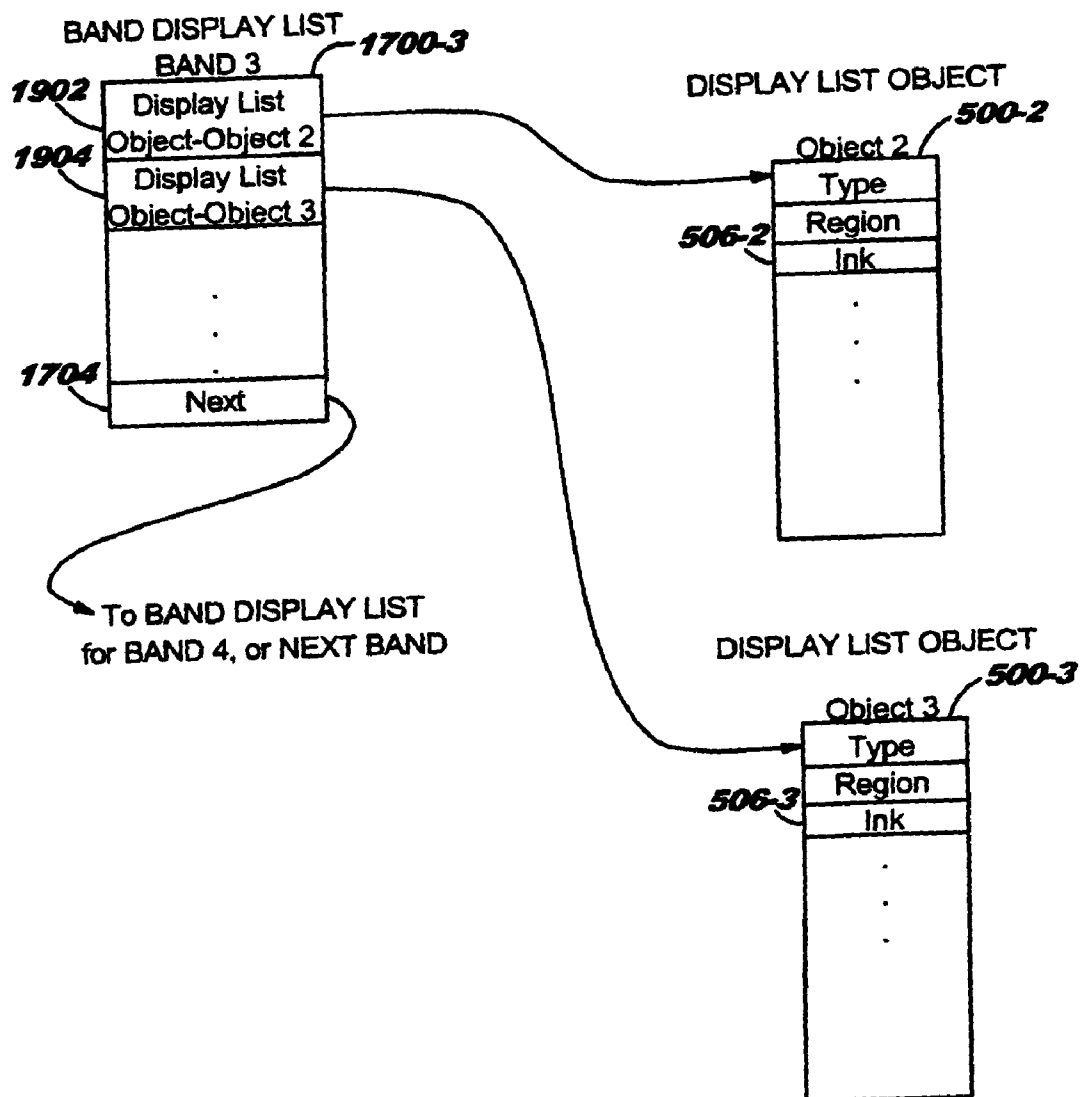 BAND DISPLAY LIST
BAND 3
1700-3
1902
Display List
Object-Object 2
1904
Display List
Object-Object 3
1704
Next
To BAND DISPLAY LIST
for BAND 4, or NEXT BAND
DISPLAY LIST OBJECT
500-2
Object 2
Type
Region
506-2
Ink
DISPLAY LIST OBJECT
500-3
Object 3
Type
Region
506-3
Ink